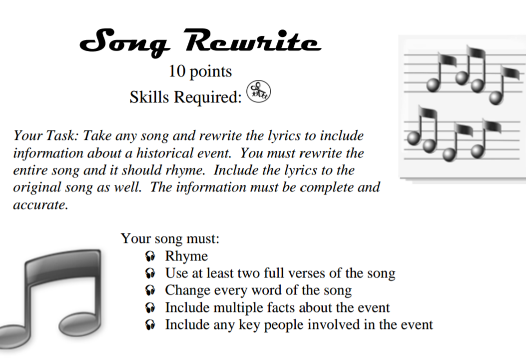 Song Rewrite
10 points
Skills Required:
Your Task: Take any song and rewrite the lyrics to include
information about a historical event. You must rewrite the
entire song and it should rhyme. Include the lyrics to the
original song as well. The information must be complete and
accurate.
Your song must:
Rhyme
Use at least two full verses of the song
Change every word of the song
Include multiple facts about the event
Include any key people involved in the event